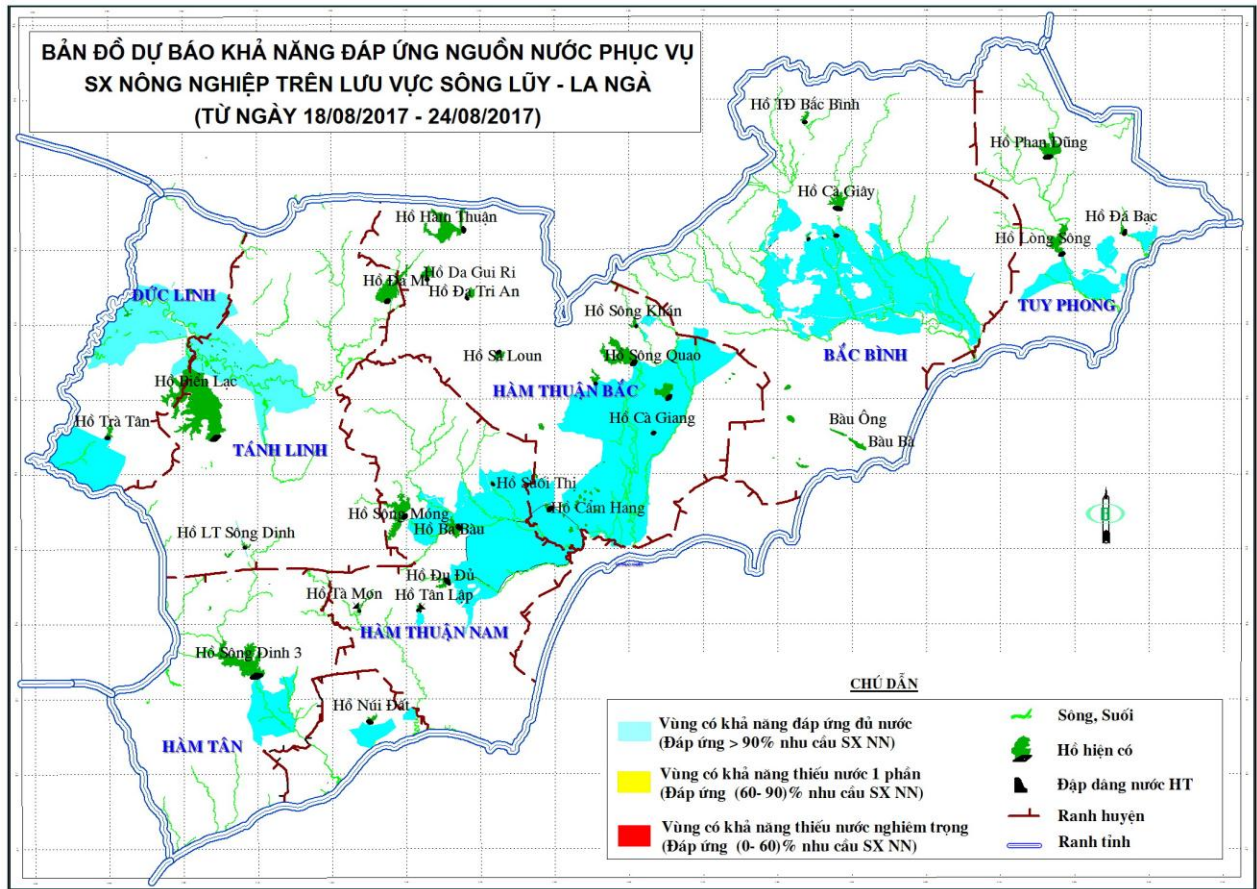 BẢN ĐỒ DỰ BÁO KHẢ NĂNG ĐÁP ỨNG NGUỒN NƯỚC PHỤC VỤ
SX NÔNG NGHIỆP TRÊN LƯU VỰC SÔNG LŨY - LA NGÀ
(TỪ NGÀY 18/08/2017 - 24/08/2017)
Hồ TĐ Bắc Bình
Hồ Phan Dũng
Hồ Cà Giây
Hồ Đá Bạc
Hồ Hàm Thuận
Hồ Lòng Sông
Hồ Da Gui Ri
Hồ Đa Mi
Hồ Đa Tri An
ĐỨC LINH
TUY PHONG
Hồ Sông Khán
Hồ Sa Loun
Hồ Sông Quao
BẮC BÌNH
Hồ Biển Lạc
HÀM THUẬN BẮC
Hồ Trà Tân
Hồ Cà Giang
Bàu Ông
Bàu Bà
TÁNH LINH
Hồ Suối Thị
Hồ Sông Móng
Hồ Cẩm Hang
Hồ Ba Bàu
Hồ LT Sông Dinh
Hồ Đu Đủ
Hồ Tà Mơn
Hồ Tân Lập
HÀM THUẬN NAM
Hồ Sông Dinh 3
Hồ Núi Đất
HÀM TÂN
CHÚ DẪN
Vùng có khả năng đáp ứng đủ nước
(Đáp ứng > 90% nhu cầu SX NN)
Vùng có khả năng thiếu nước 1 phần
(Đáp ứng (60- 90)% nhu cầu SX NN)
Vùng có khả năng thiếu nước nghiêm trọng
(Đáp ứng (0- 60)% nhu cầu SX NN)
Sông, Suối
Hồ hiện có
Đập dâng nước HT
Ranh huyện
Ranh tỉnh